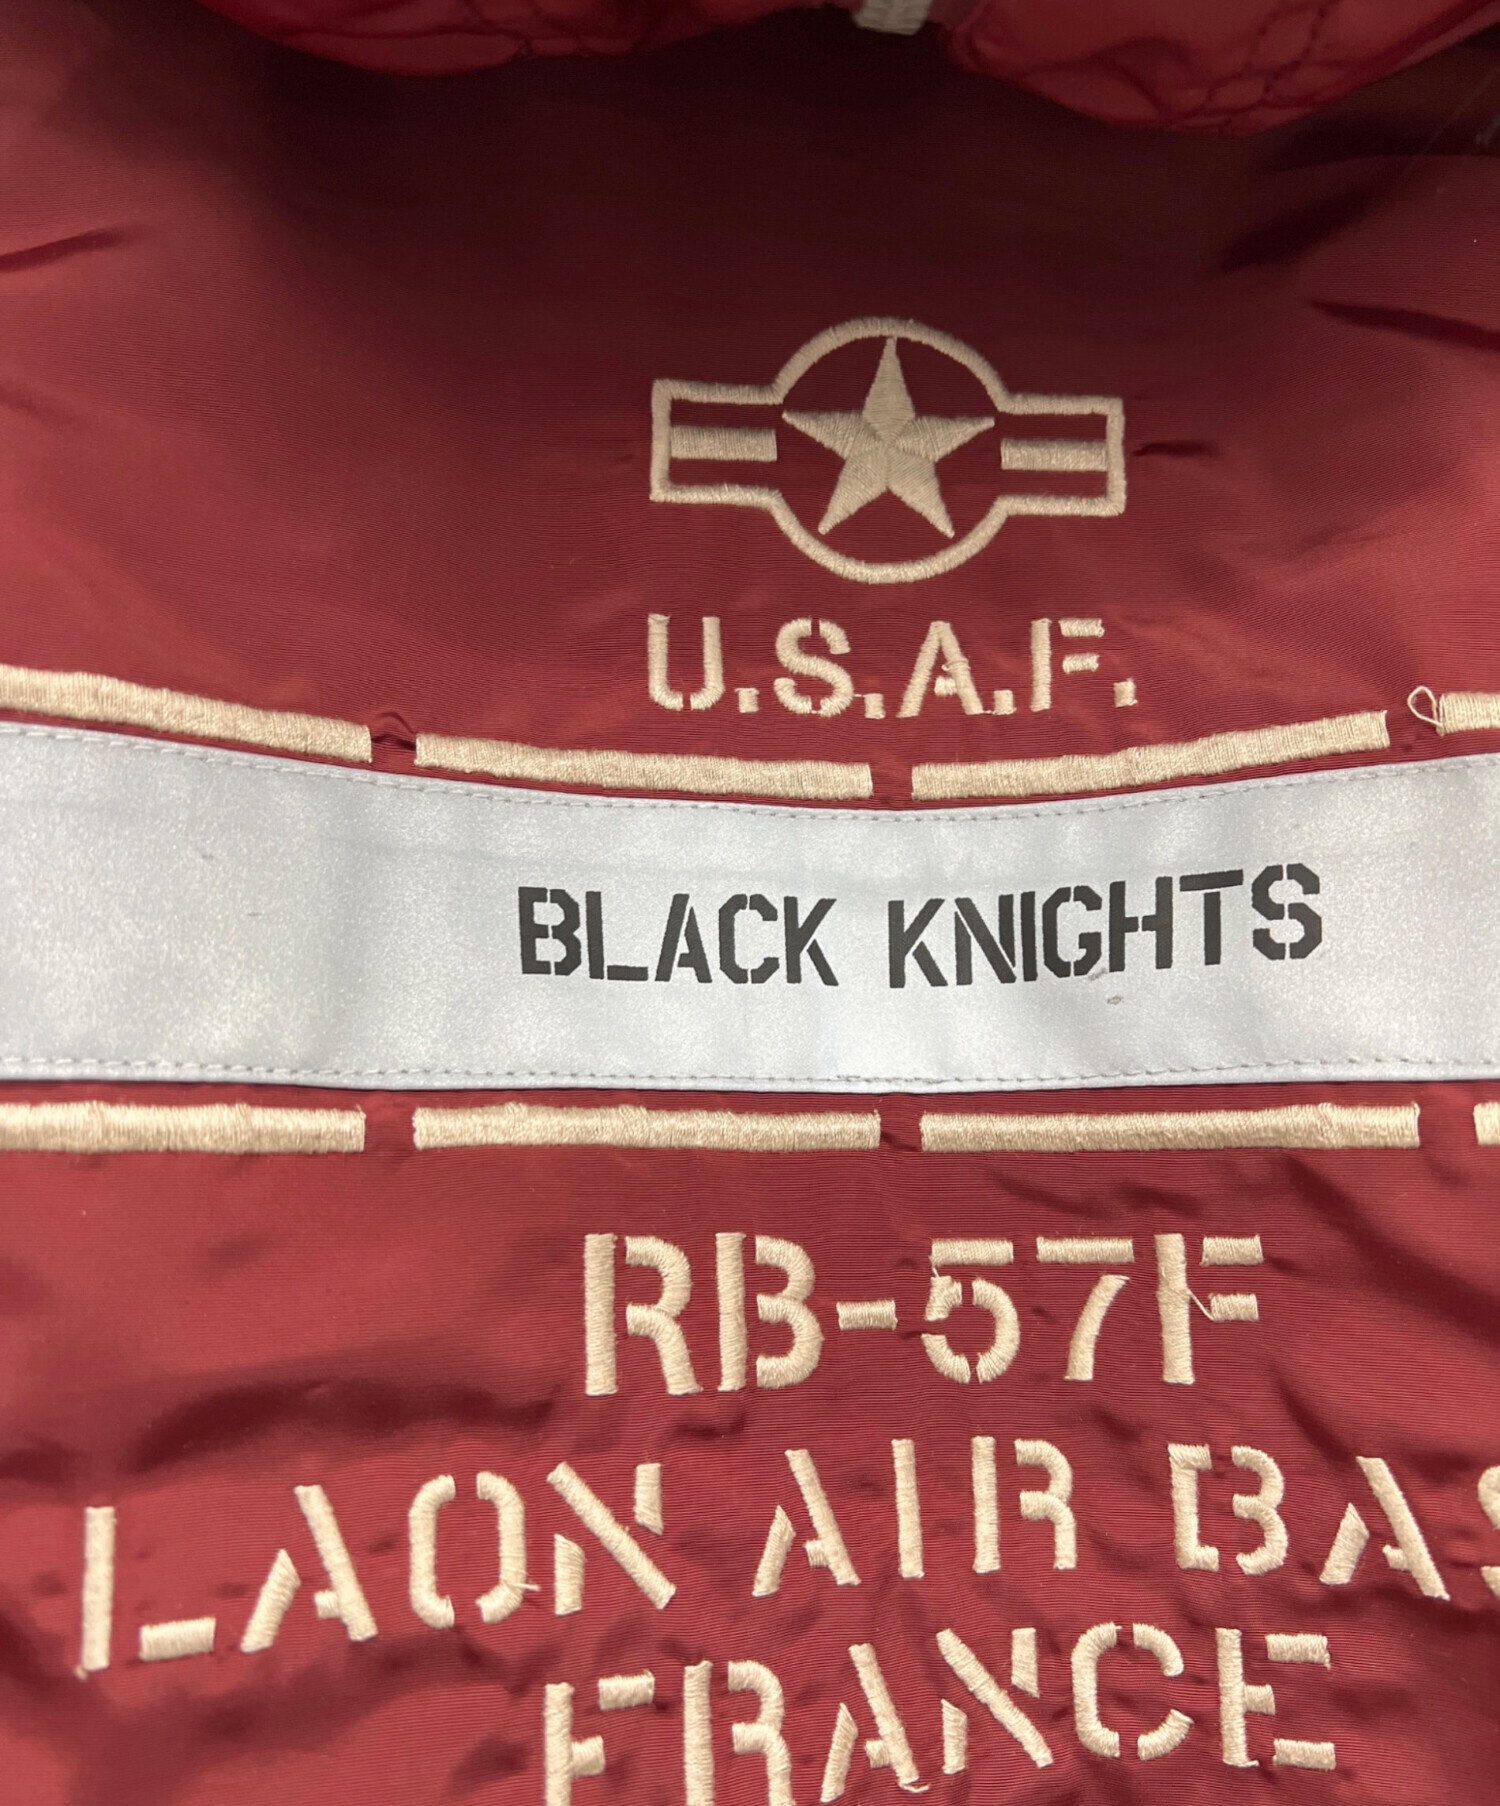 U.S.A.F.
BLACK KNIGHTS
RB-57F
LAON AIR BAS
FRANCE